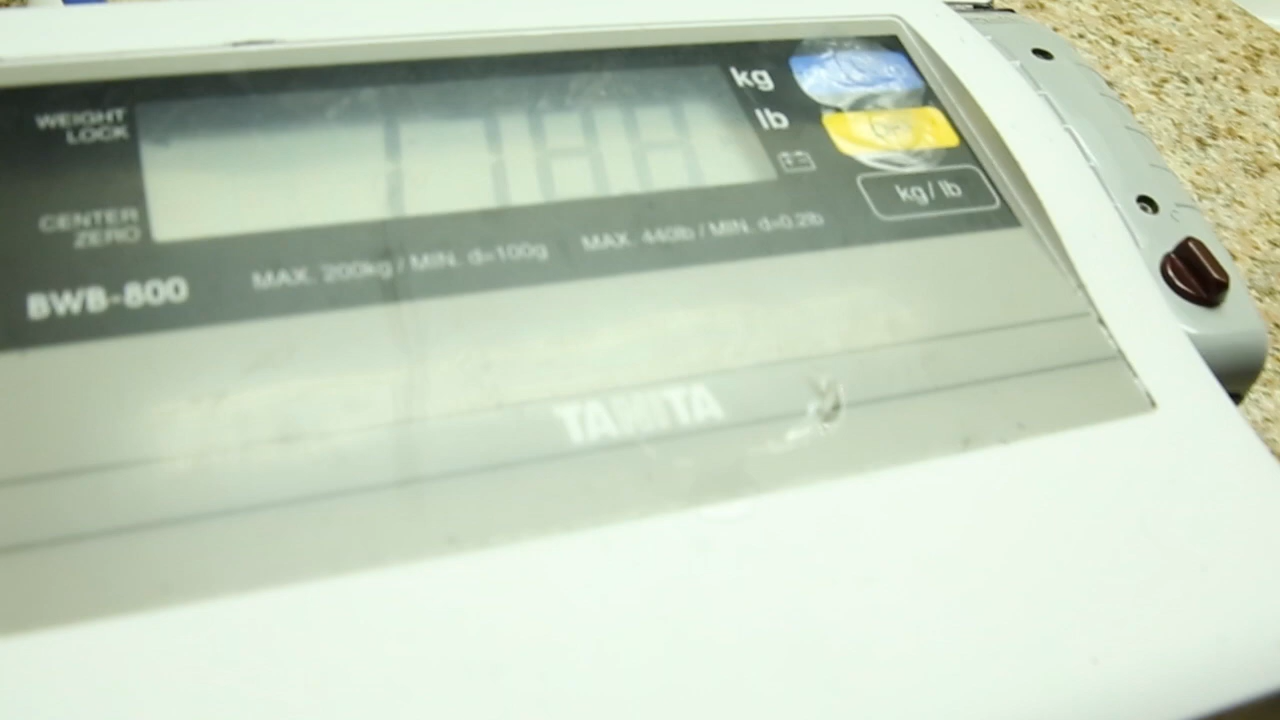 WEIGHT
LOCK
kg
lb
CENTER
ZERO
kg/lb
BWB-800
MAX. 200kg / MIN. d=100g
MAX. 440lb / MIN. d=0.2lb
TANITA